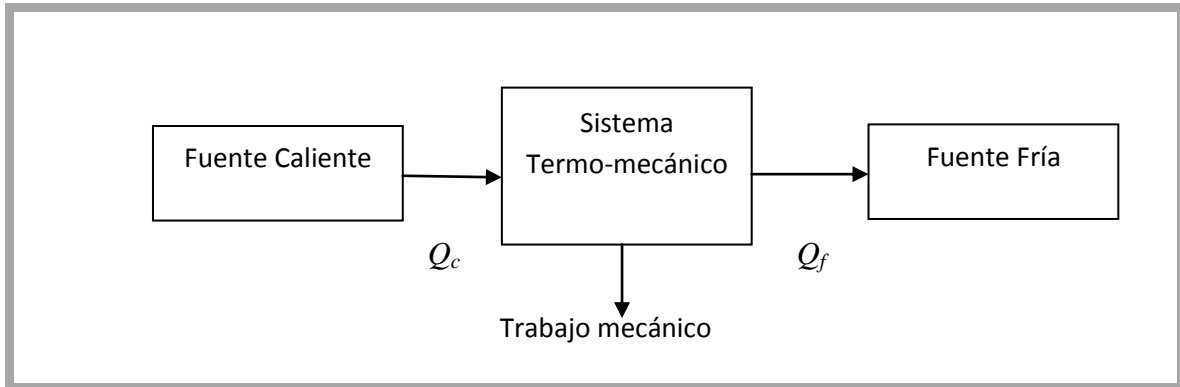 Fuente Caliente
Sistema
Termo-mecánico
Fuente Fría
Qc
Qf
Trabajo mecánico